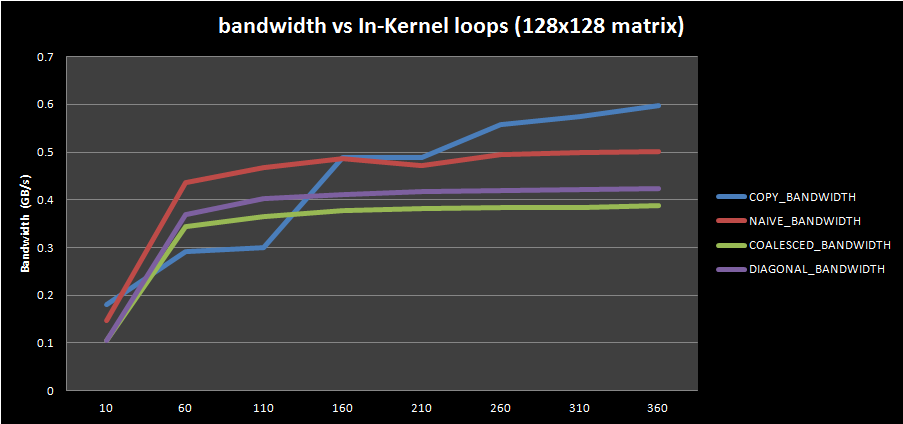 bandwidth vs In-Kernel loops (128x128 matrix)
0.7
0.6
0.5
0.4
0.3
0.2
0.1
0
Bandwidth (GB/s)
10 60 110 160 210 260 310 360
COPY_BANDWIDTH
NAIVE_BANDWIDTH
COALESCED_BANDWIDTH
DIAGONAL_BANDWIDTH